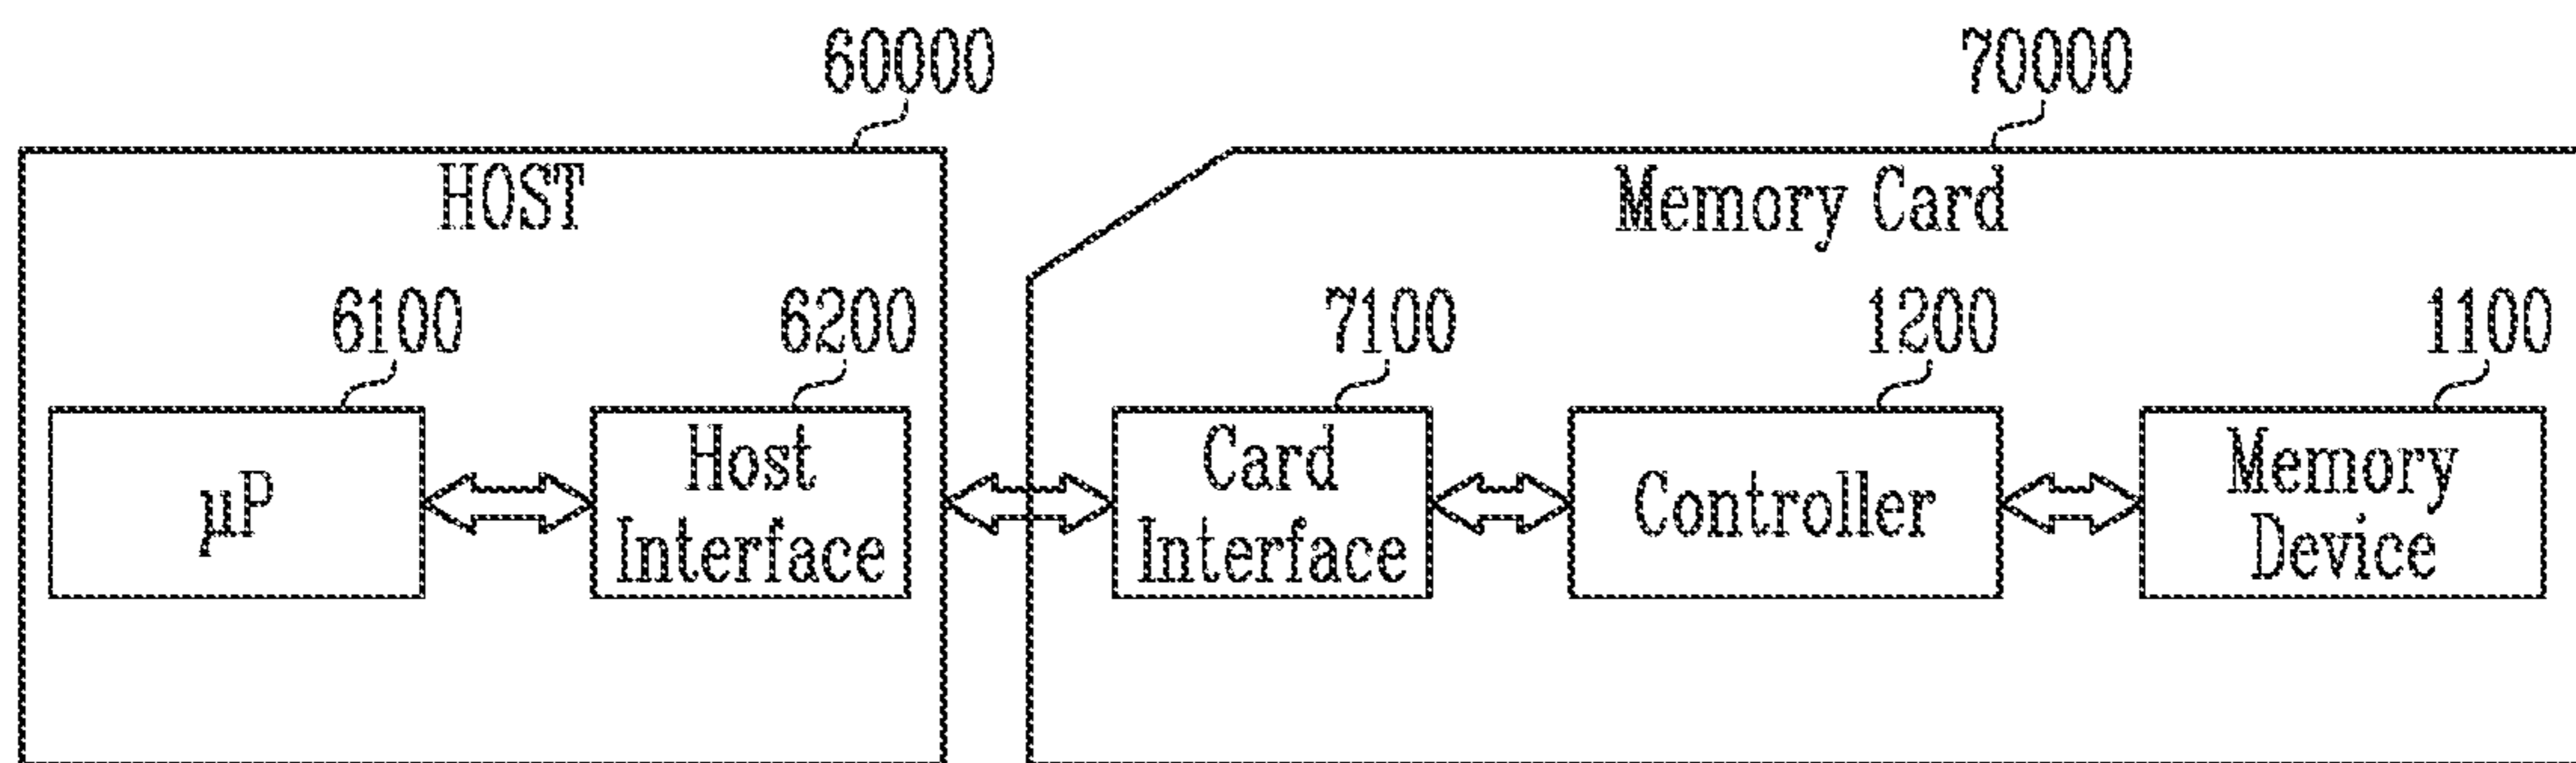 60000
70000
HOST
Memory Card
6100
6200
7100
1200
1100
μP
Host
Interface
Card
Interface
Controller
Memory
Device